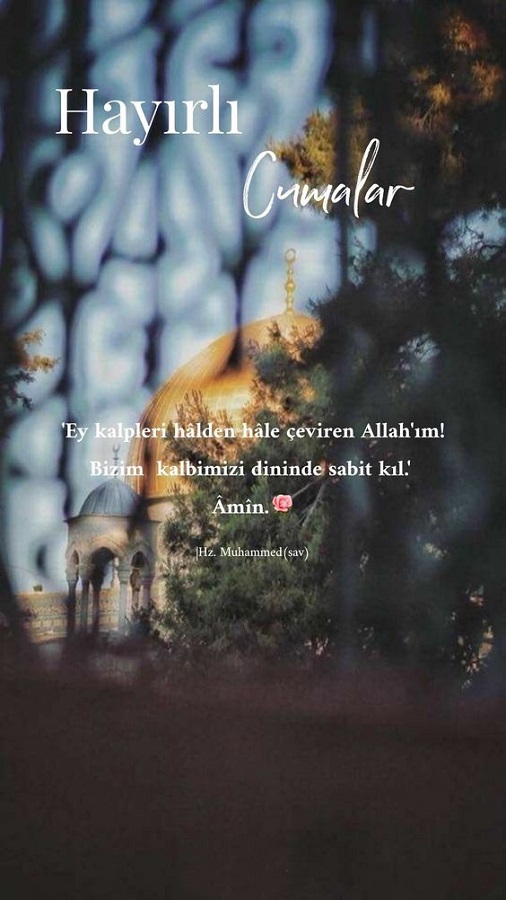 Hayırlı
Cumalar
'Ey kalpleri hâlden hâle çeviren Allah'ım!
Bizim kalbimizi dininde sabit kıl.'
Âmîn.🌹
|Hz. Muhammed(sav)